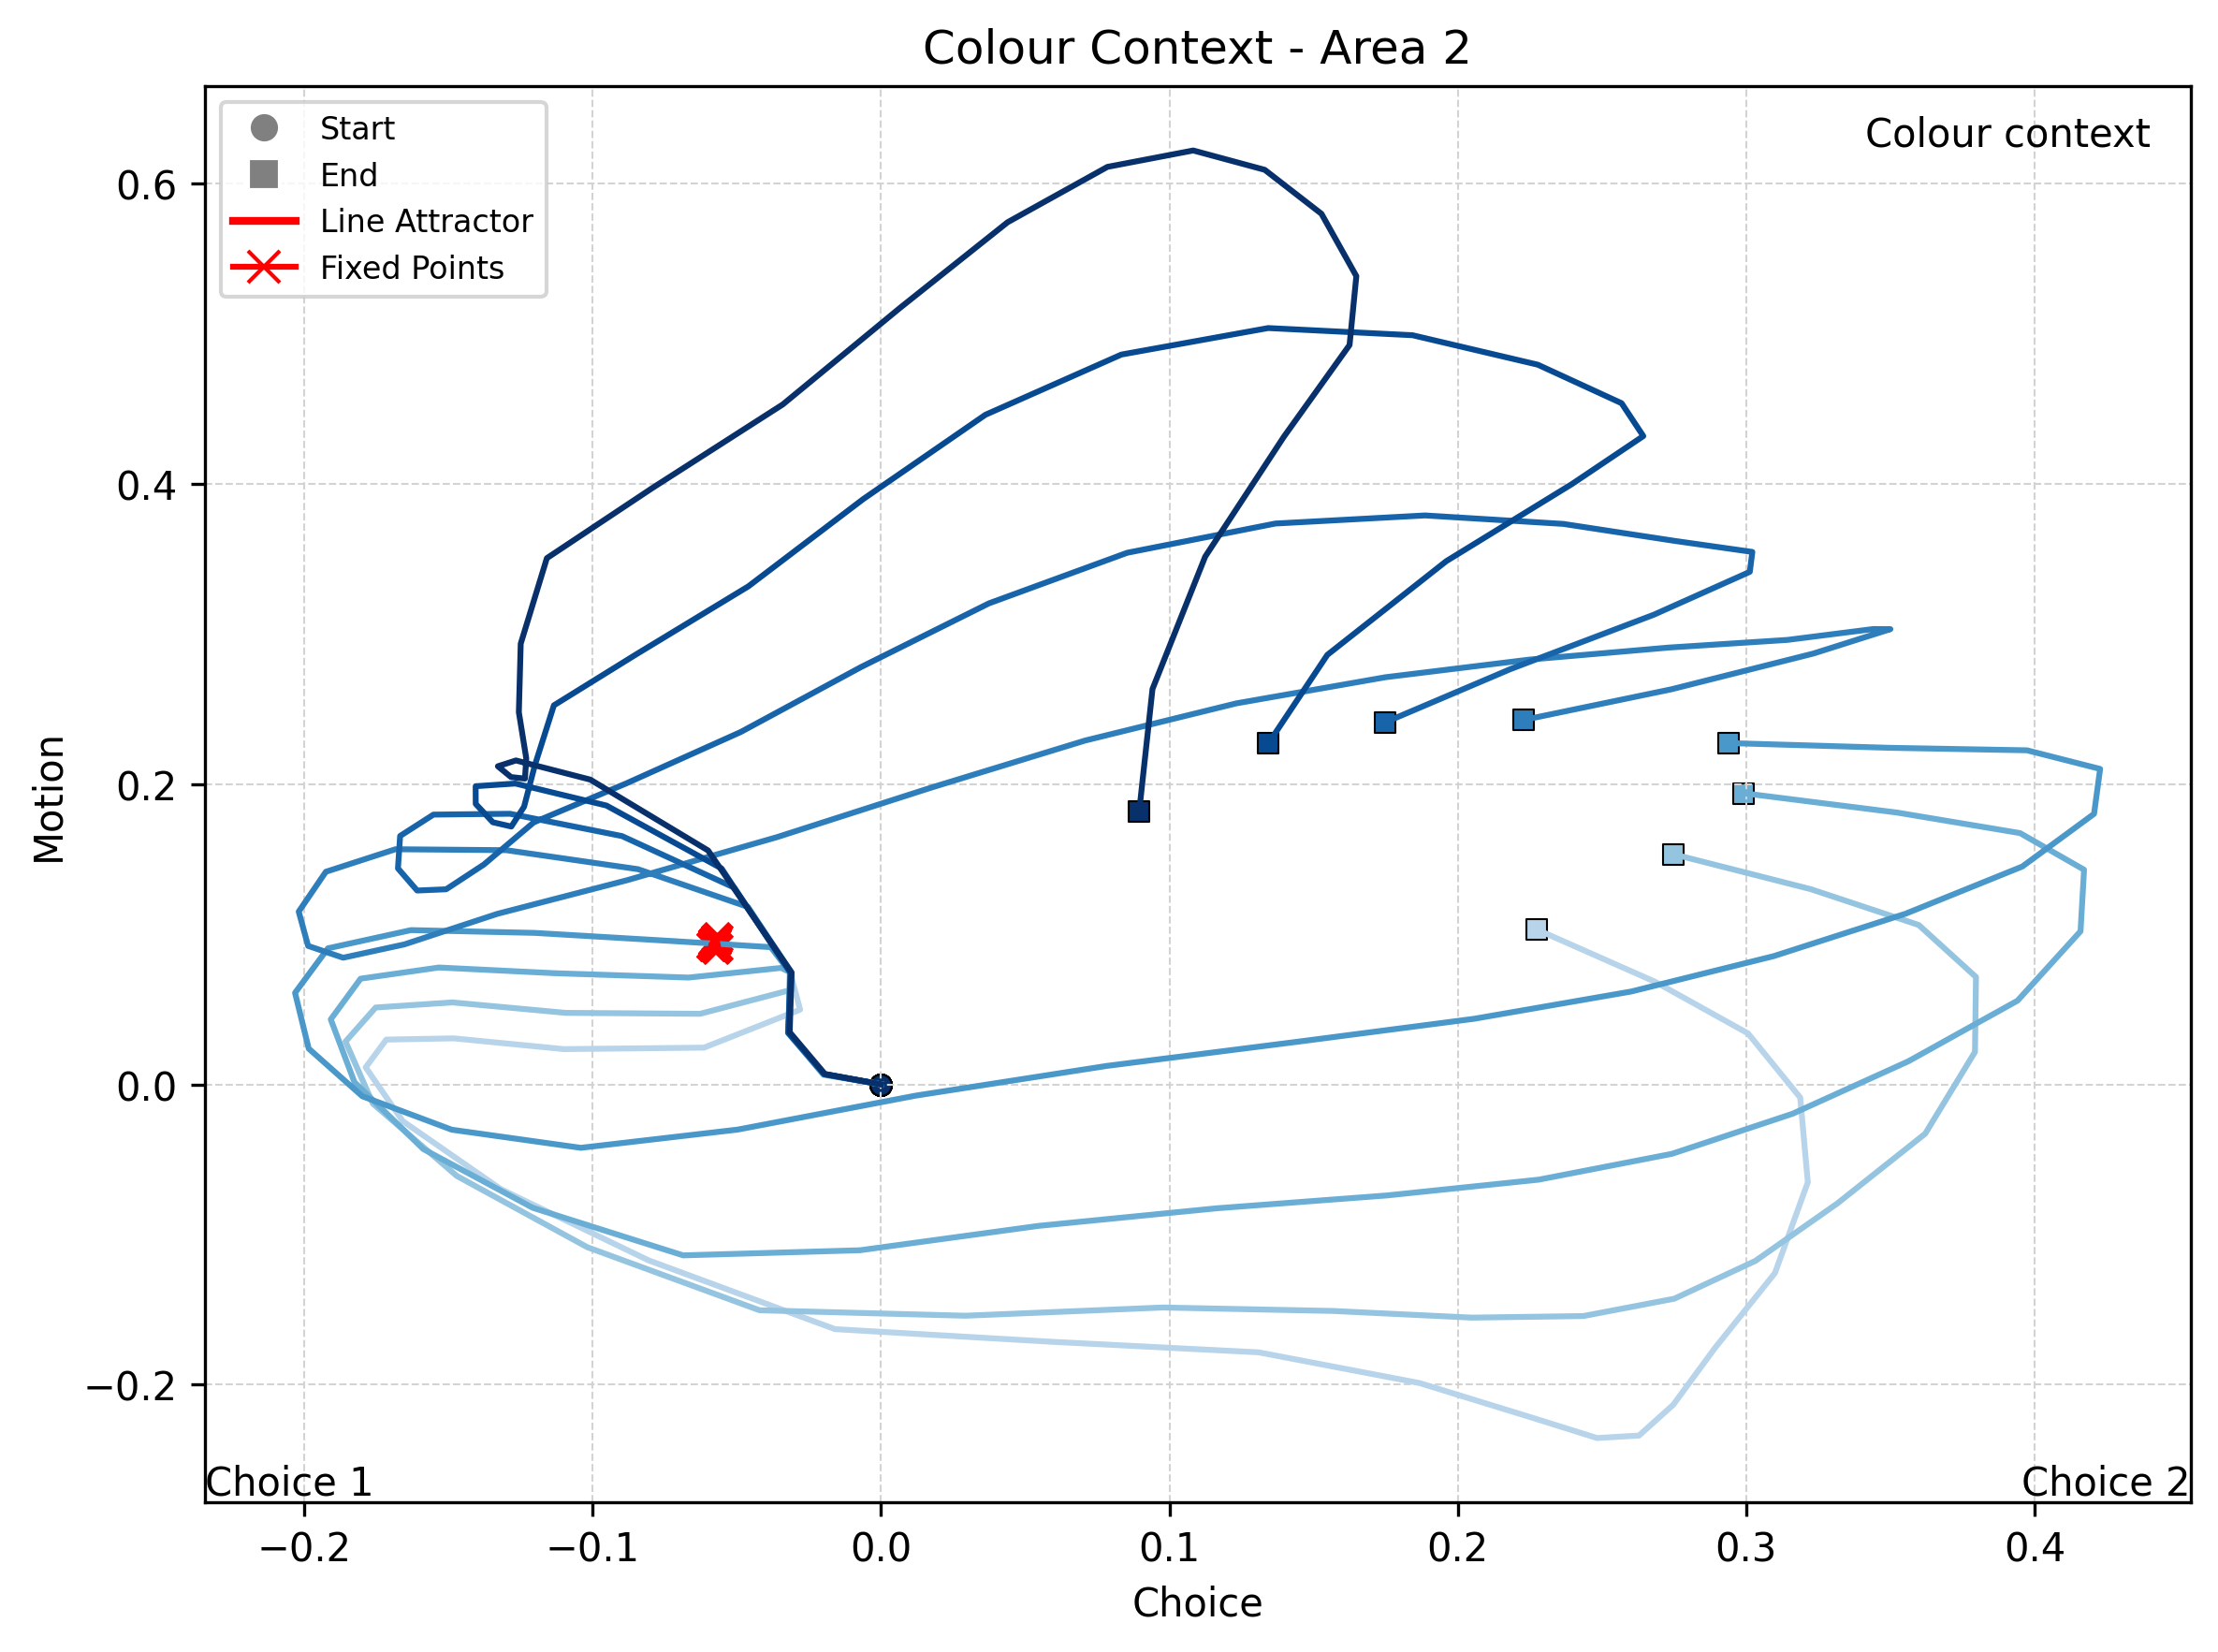 Colour Context - Area 2
Start
End
Line Attractor
Fixed Points
Colour context
0.6
0.4
0.2
0.0
−0.2
Motion
Choice 1
Choice 2
−0.2
−0.1
0.0
0.1
0.2
0.3
0.4
Choice